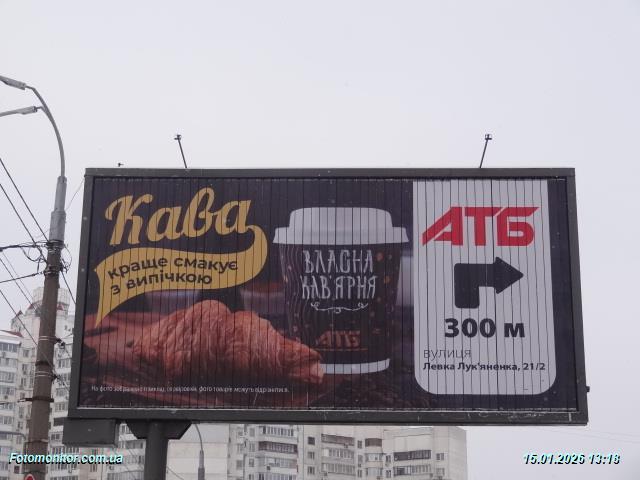 Кава
краще смакує
з випічкою
ВЛАСНА
КАВ'ЯРНЯ
АТБ
АТБ
300 м
вулиця
Левка Лук'яненка, 21/2
Fotomonitor.com.ua
15.01.2026 13:18